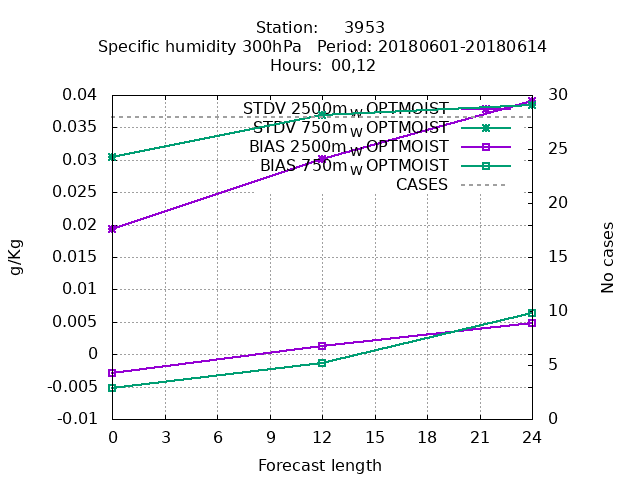 Station:     3953
Specific humidity 300hPa   Period: 20180601-20180614
Hours: 00,12
0.04
0.035
0.03
0.025
0.02
0.015
0.01
0.005
0
-0.005
-0.01
g/Kg
STDV 2500m_W OPTMOIST
STDV 750m_W OPTMOIST
BIAS 2500m_W OPTMOIST
BIAS 750m_W OPTMOIST
CASES
30
25
20
15
10
5
0
No cases
0 3 6 9 12 15 18 21 24
Forecast length